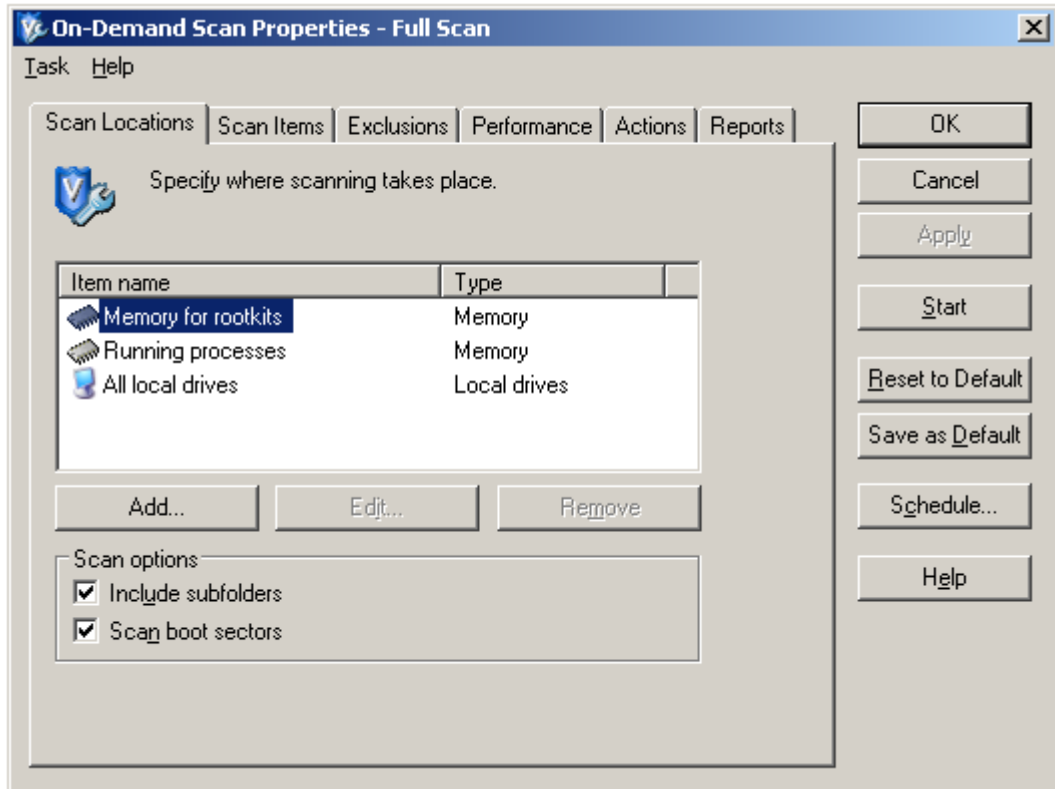 On-Demand Scan Properties - Full Scan
Task Help
Scan Locations Scan Items Exclusions Performance Actions Reports
Specify where scanning takes place.
Item name Type
Memory for rootkits Memory
Running processes Memory
All local drives Local drives
Add... Edit... Remove
Scan options
Include subfolders
Scan boot sectors
OK
Cancel
Apply
Start
Reset to Default
Save as Default
Schedule...
Help